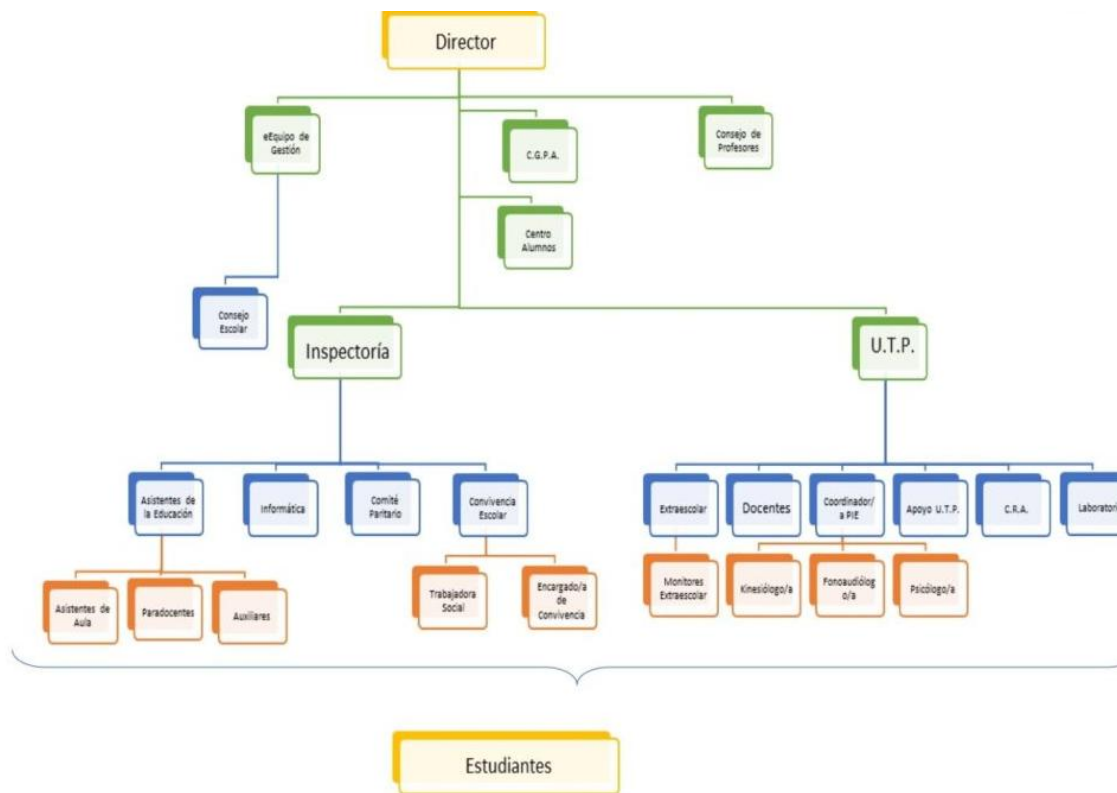 Director
eEquipo de
Gestión
C.G.P.A.
Consejo de
Profesores
Centro
Alumnos
Consejo
Escolar
Inspectoría
U.T.P.
Asistentes de
la Educación
Informática
Comité
Paritario
Convivencia
Escolar
Extraescolar
Docentes
Coordinador/
a PIE
Apoyo U.T.P.
C.R.A.
Laboratori
Asistentes de
Aula
Paradocentes
Auxiliares
Trabajadora
Social
Encargado/a
de
Convivencia
Monitores
Extraescolar
Kinesiólogo/a
Fonoaudiólog
o/a
Psicólogo/a
Estudiantes